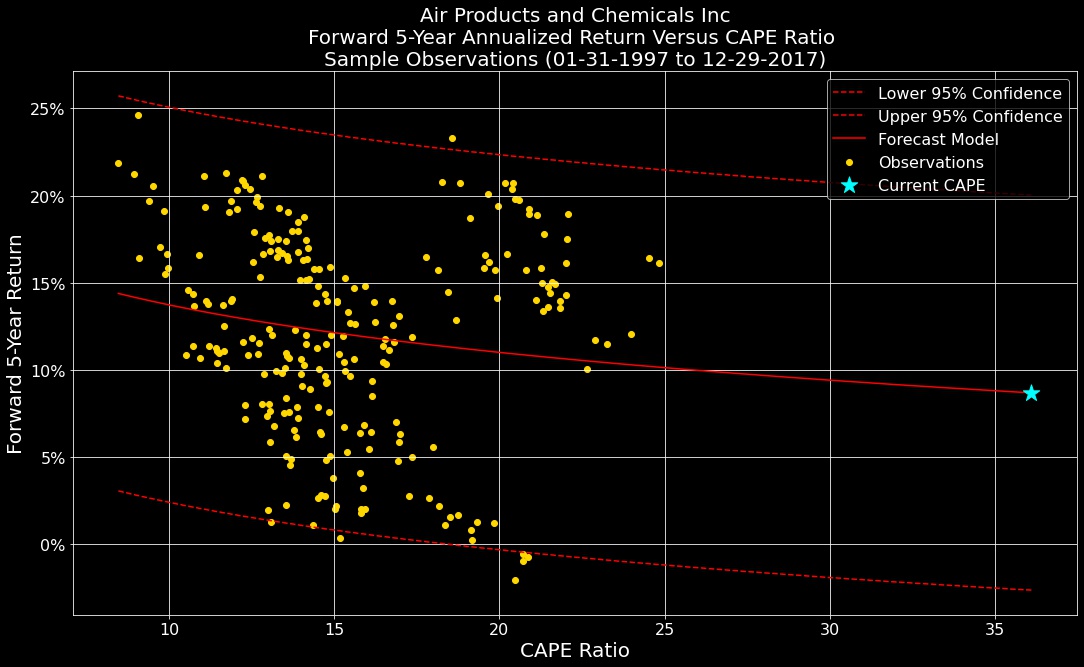 Air Products and Chemicals Inc
Forward 5-Year Annualized Return Versus CAPE Ratio
Sample Observations (01-31-1997 to 12-29-2017)
Lower 95% Confidence
Upper 95% Confidence
Forecast Model
Observations
Current CAPE
Forward 5-Year Return
25%
20%
15%
10%
5%
0%
10 15 20 25 30 35
CAPE Ratio